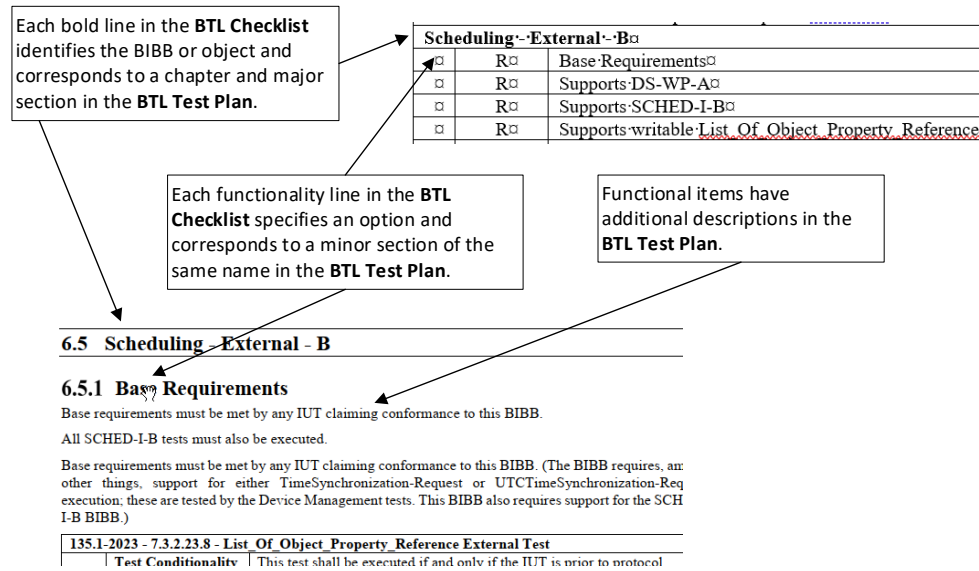 Each bold line in the BTL Checklist
identifies the BIBB or object and
corresponds to a chapter and major
section in the BTL Test Plan.
Scheduling·-·External·-·B¤
¤ R¤ Base·Requirements¤
¤ R¤ Supports·DS-WP-A¤
¤ R¤ Supports·SCHED-I-B¤
¤ R¤ Supports·writable·List_Of_Object_Property_Reference
Each functionality line in the BTL
Checklist specifies an option and
corresponds to a minor section of the
same name in the BTL Test Plan.
Functional items have
additional descriptions in the
BTL Test Plan.
6.5 Scheduling - External - B
6.5.1 Base Requirements
Base requirements must be met by any IUT claiming conformance to this BIBB.
All SCHED-I-B tests must also be executed.
Base requirements must be met by any IUT claiming conformance to this BIBB. (The BIBB requires, am
other things, support for either TimeSynchronization-Request or UTCTimeSynchronization-Req
execution; these are tested by the Device Management tests. This BIBB also requires support for the SCH
I-B BIBB.)
135.1-2023 - 7.3.2.23.8 - List_Of_Object_Property_Reference External Test
Test Conditionality This test shall be executed if and only if the IUT is prior to protocol